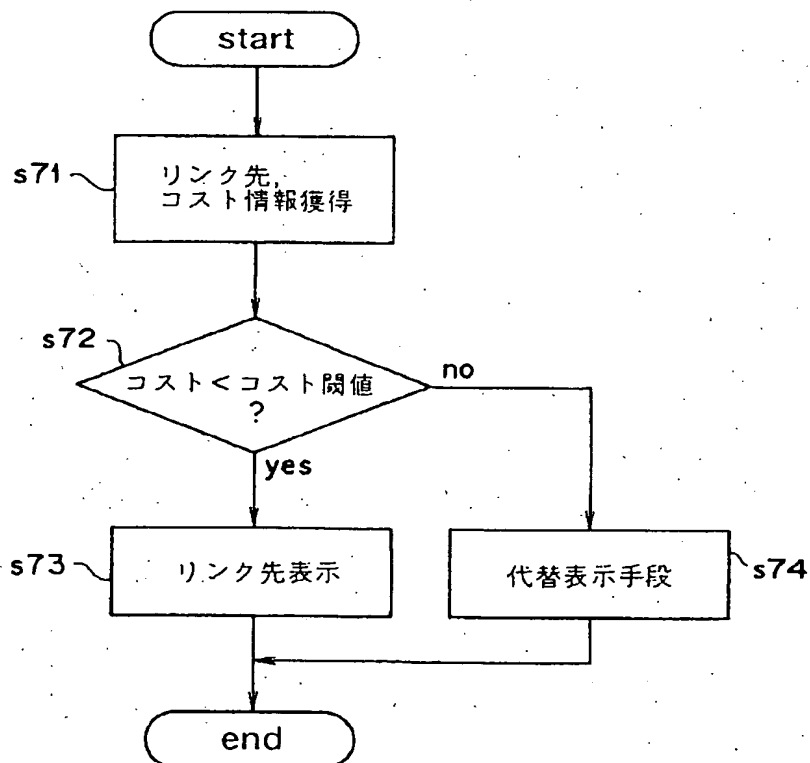 start
s71
リンク先,
コスト情報獲得
s72
コスト<コスト閾値
?
no
yes
s73
リンク先表示
代替表示手段
s74
end